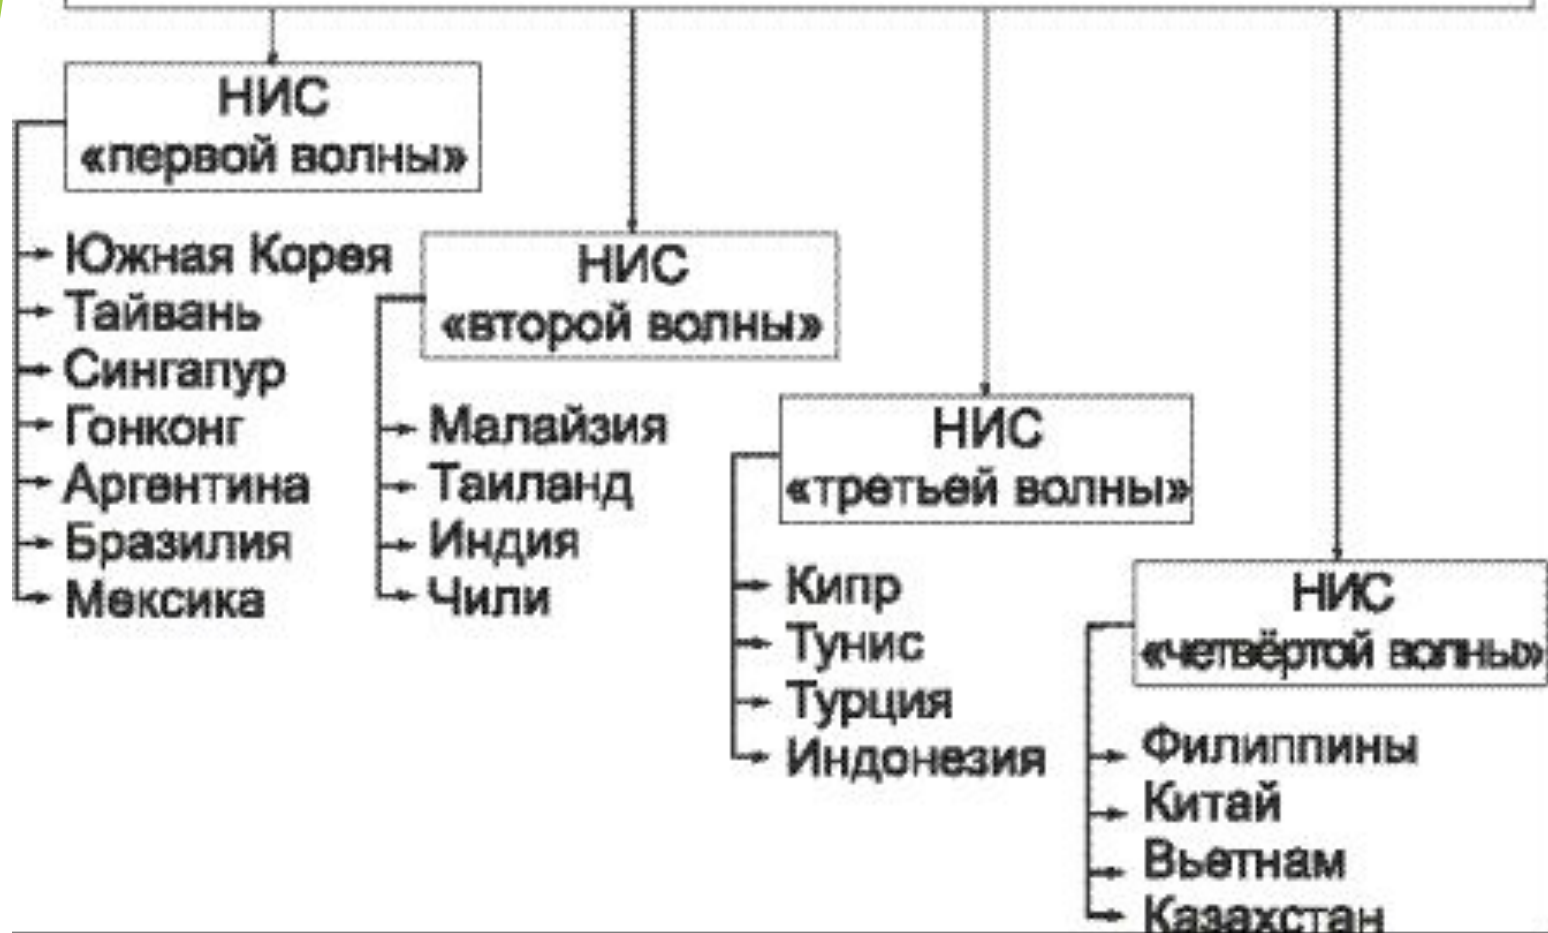 НИС
«первой волны»
Южная Корея
Тайвань
Сингапур
Гонконг
Аргентина
Бразилия
Мексика
НИС
«второй волны»
Малайзия
Таиланд
Индия
Чили
НИС
«третьей волны»
Кипр
Тунис
Турция
Индонезия
НИС
«четвёртой волны»
Филиппины
Китай
Вьетнам
Казахстан